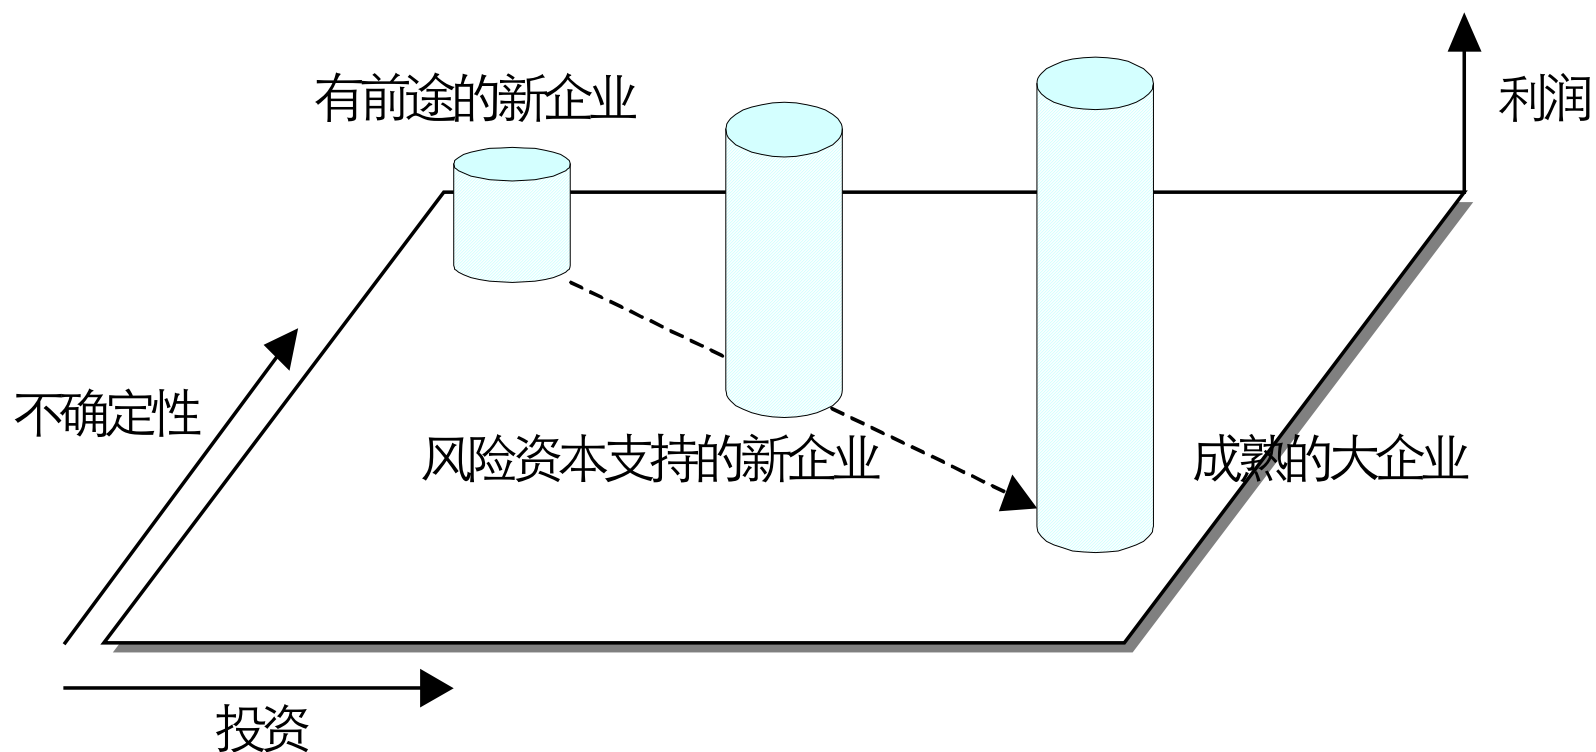 有前途的新企业
利润
不确定性
风险资本支持的新企业
成熟的大企业
投资